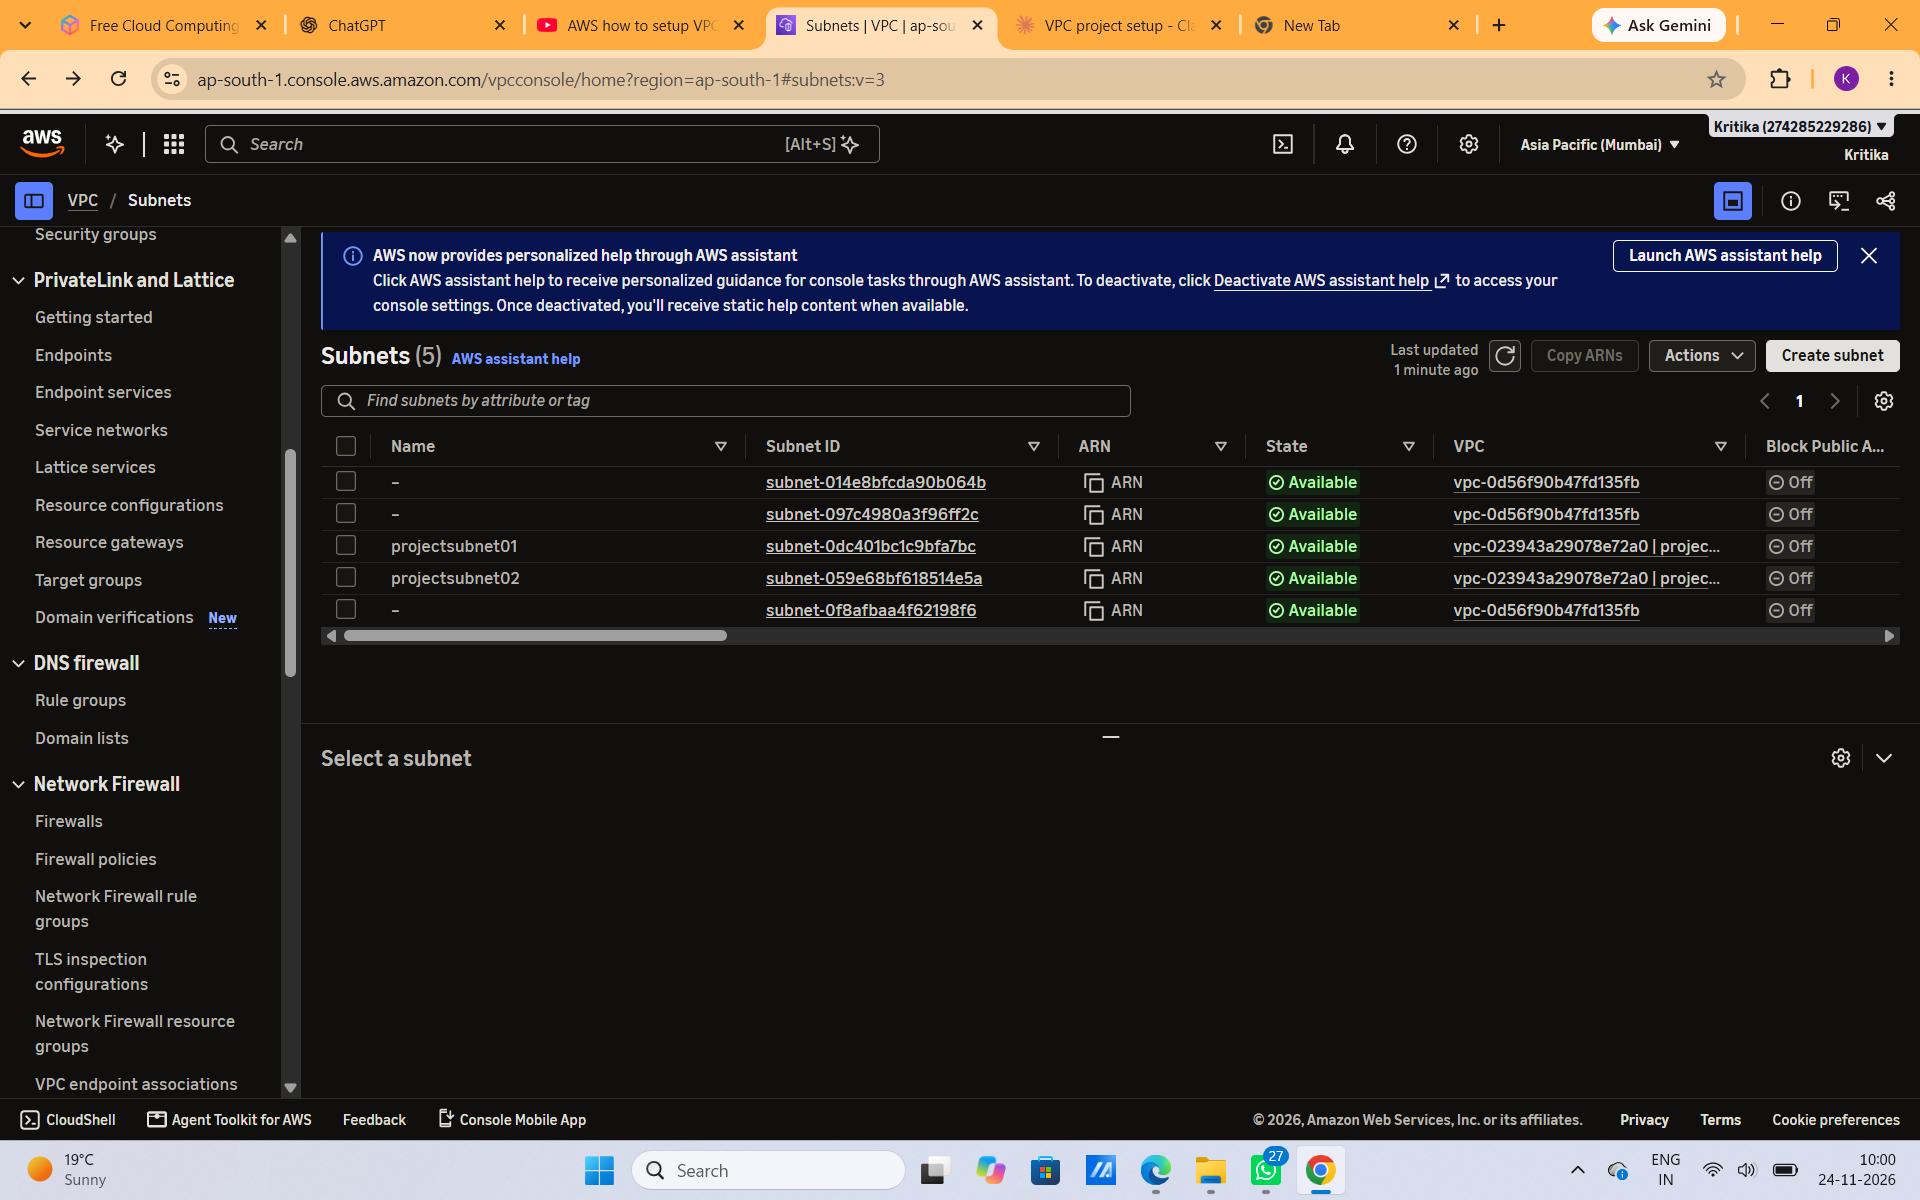 Free Cloud Computing
ChatGPT
AWS how to setup VPC
Subnets | VPC | ap-sou
VPC project setup - Cla
New Tab
Ask Gemini
ap-south-1.console.aws.amazon.com/vpcconsole/home?region=ap-south-1#subnets:v=3
K
aws
Search
[Alt+S]
Asia Pacific (Mumbai)
Kritika (274285229286)
Kritika
VPC / Subnets
Security groups
PrivateLink and Lattice
Getting started
Endpoints
Endpoint services
Service networks
Lattice services
Resource configurations
Resource gateways
Target groups
Domain verifications New
DNS firewall
Rule groups
Domain lists
Network Firewall
Firewalls
Firewall policies
Network Firewall rule
groups
TLS inspection
configurations
Network Firewall resource
groups
VPC endpoint associations
AWS now provides personalized help through AWS assistant
Click AWS assistant help to receive personalized guidance for console tasks through AWS assistant. To deactivate, click Deactivate AWS assistant help to access your
console settings. Once deactivated, you'll receive static help content when available.
Launch AWS assistant help
Subnets (5) AWS assistant help
Last updated
1 minute ago
Copy ARNs
Actions
Create subnet
Find subnets by attribute or tag
1
Name Subnet ID ARN State VPC Block Public A...
– subnet-014e8bfcda90b064b ARN Available vpc-0d56f90b47fd135fb Off
– subnet-097c4980a3f96ff2c ARN Available vpc-0d56f90b47fd135fb Off
projectsubnet01 subnet-0dc401bc1c9bfa7bc ARN Available vpc-023943a29078e72a0 | projec... Off
projectsubnet02 subnet-059e68bf618514e5a ARN Available vpc-023943a29078e72a0 | projec... Off
– subnet-0f8afbaa4f62198f6 ARN Available vpc-0d56f90b47fd135fb Off
Select a subnet
CloudShell
Agent Toolkit for AWS
Feedback
Console Mobile App
© 2026, Amazon Web Services, Inc. or its affiliates.
Privacy
Terms
Cookie preferences
19°C
Sunny
Search
27
ENG
IN
10:00
24-11-2026